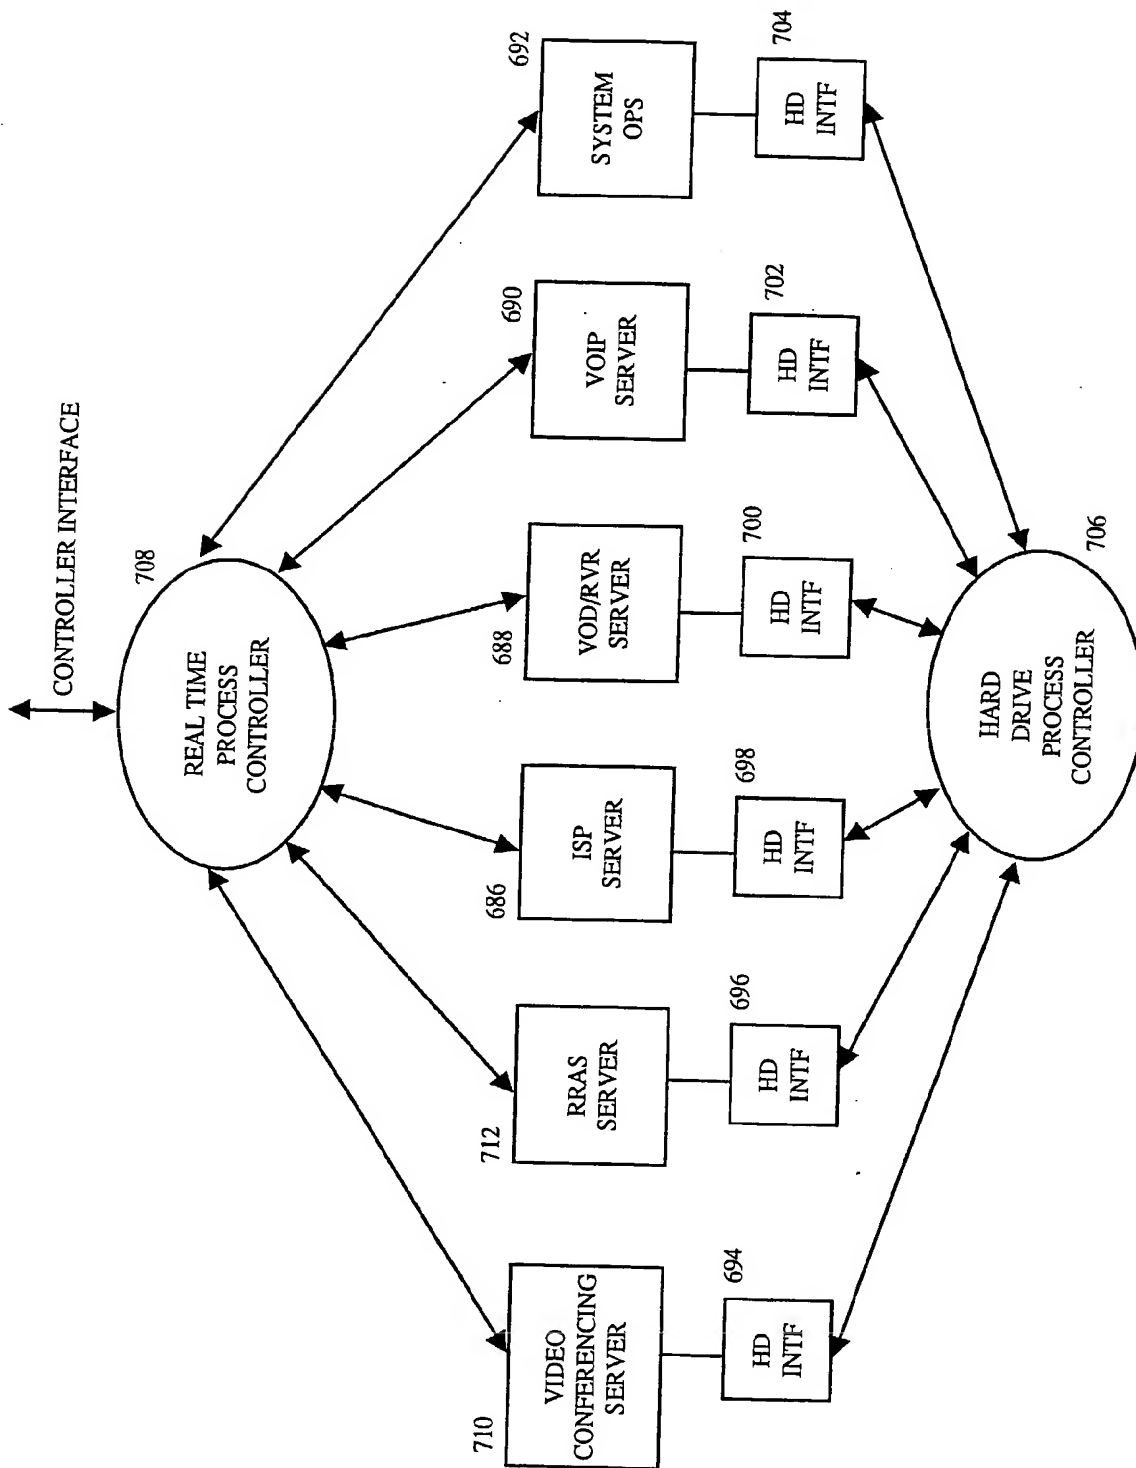 CONTROLLER INTERFACE
708
REAL TIME
PROCESS
CONTROLLER
710
VIDEO
CONFERENCING
SERVER
712
RRAS
SERVER
686
ISP
SERVER
688
VOD/RVR
SERVER
690
VOIP
SERVER
692
SYSTEM
OPS
694
HD
INTF
696
HD
INTF
698
HD
INTF
700
HD
INTF
702
HD
INTF
704
HD
INTF
706
HARD
DRIVE
PROCESS
CONTROLLER